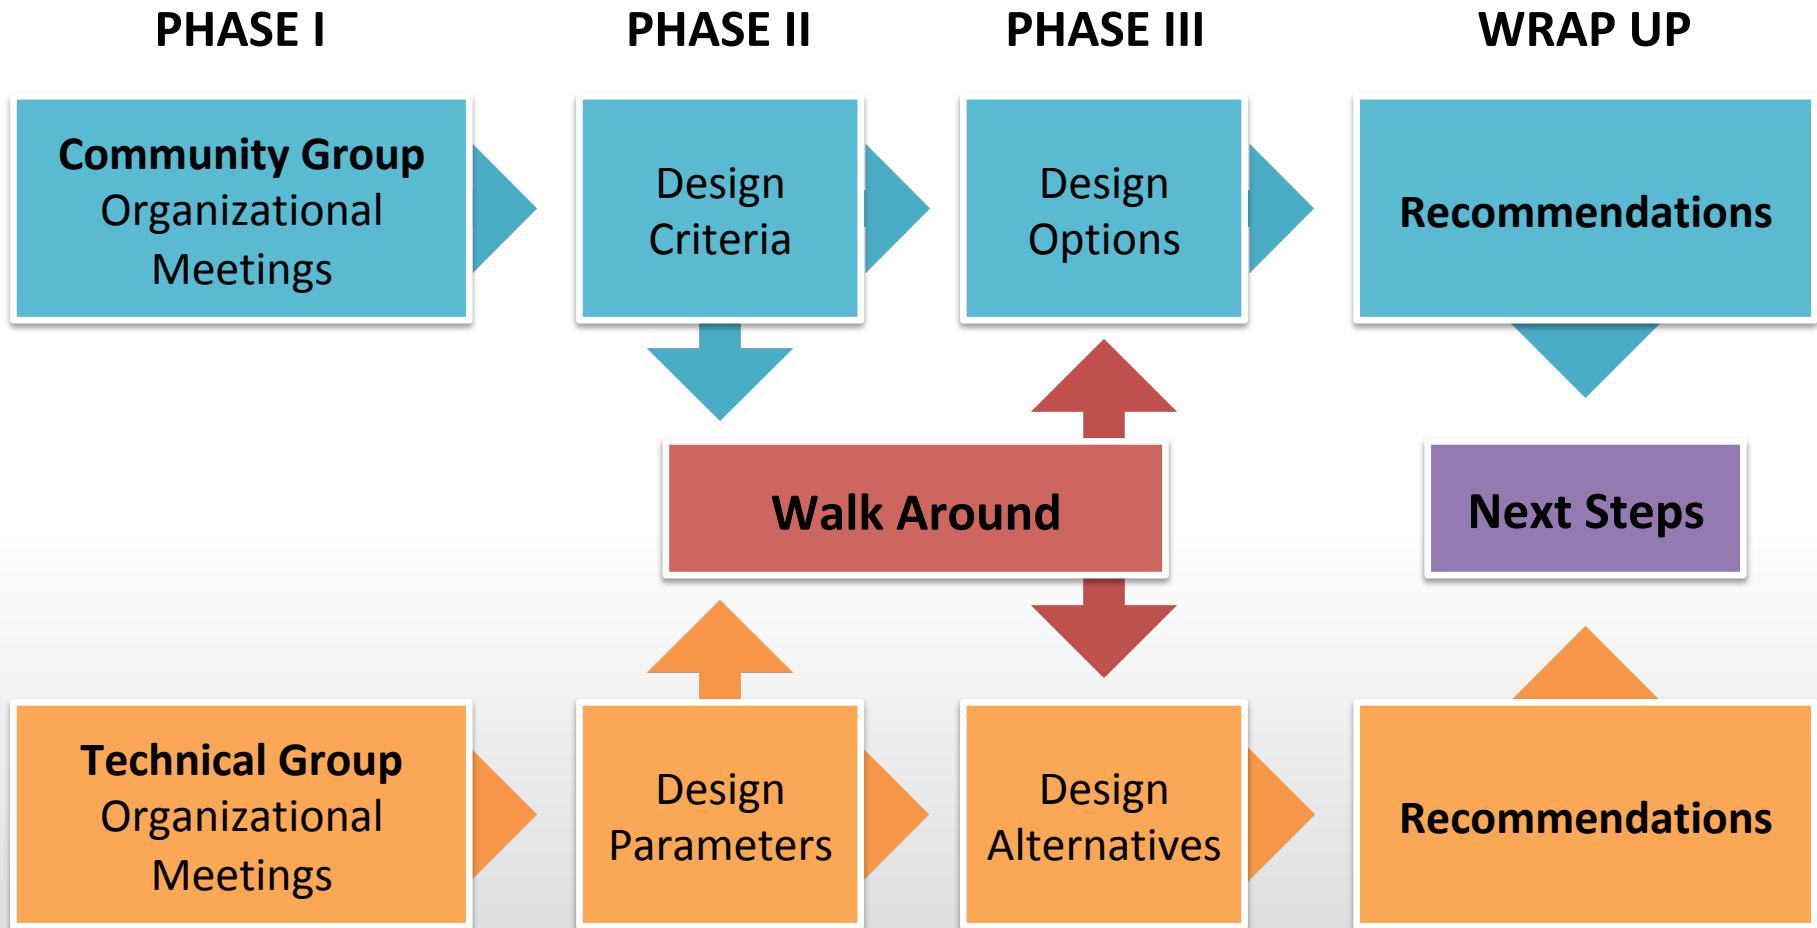 PHASE I
PHASE II
PHASE III
WRAP UP
Community Group
Organizational
Meetings
Design
Criteria
Design
Options
Recommendations
Walk Around
Next Steps
Technical Group
Organizational
Meetings
Design
Parameters
Design
Alternatives
Recommendations